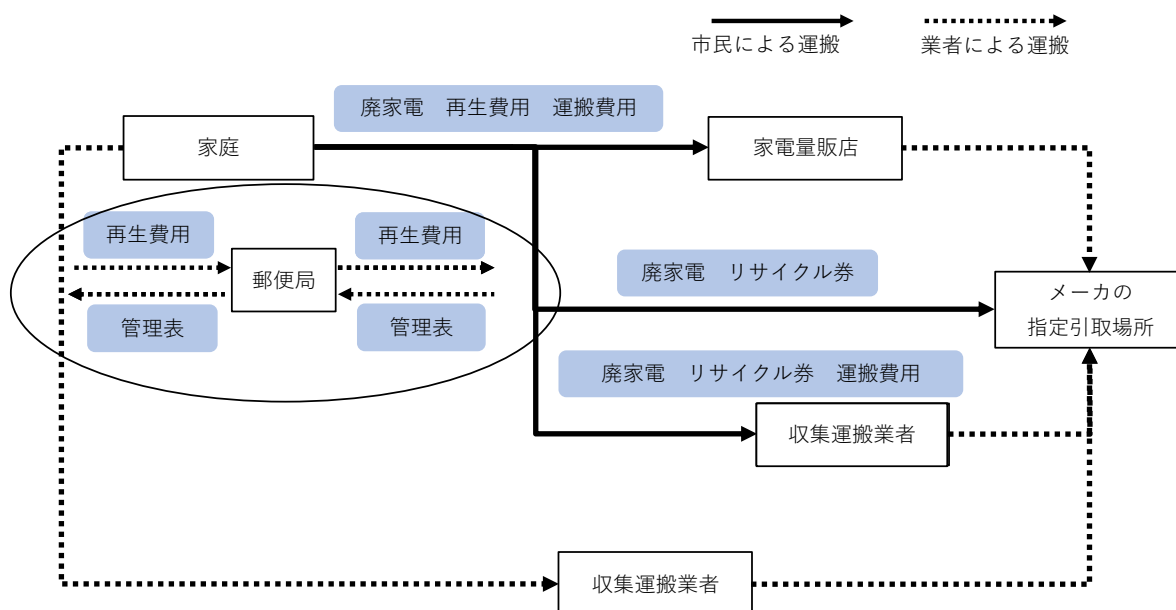 市民による運搬 業者による運搬
廃家電 再生費用 運搬費用
家庭
家電量販店
再生費用
再生費用
郵便局
管理表
管理表
廃家電 リサイクル券
メーカの
指定引取場所
廃家電 リサイクル券 運搬費用
収集運搬業者
収集運搬業者